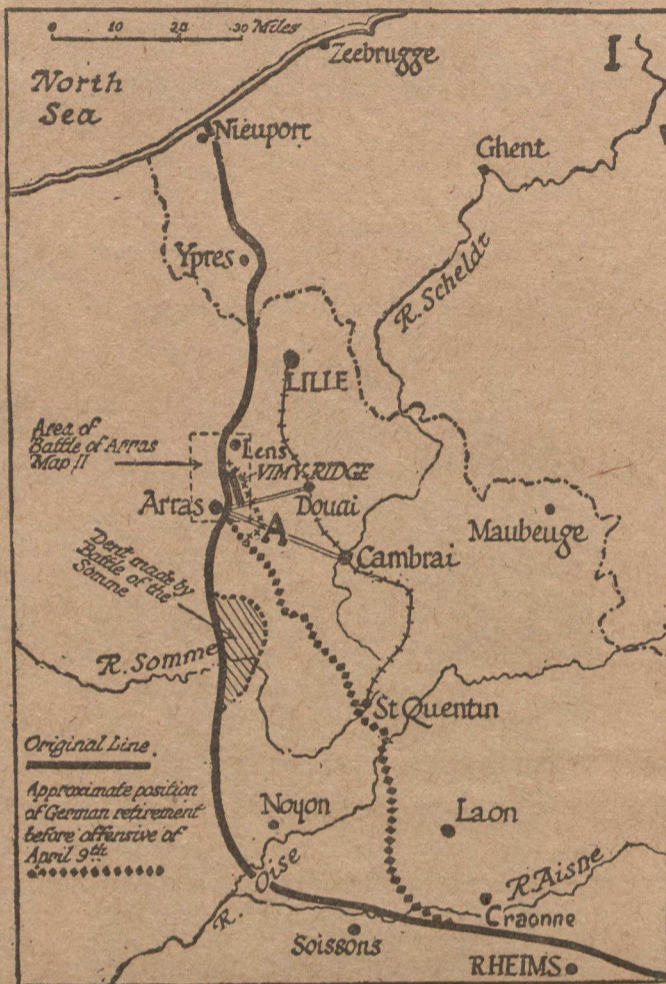 0 10 20 30 Miles
Zeebrugge
I
North
Sea
Nieuport
Ghent
Ypres
R. Scheldt
LILLE
Area of
Battle of Arras
Map II
Lens
VIMY RIDGE
Arras
Douai
A
Maubeuge
Cambrai
Dent made by
Battle of the
Somme
R. Somme
St Quentin
Original Line.
Approximate position
of German retirement
before offensive of
April 9th
Noyon
Laon
R. Oise
R. Aisne
Craonne
Soissons
RHEIMS